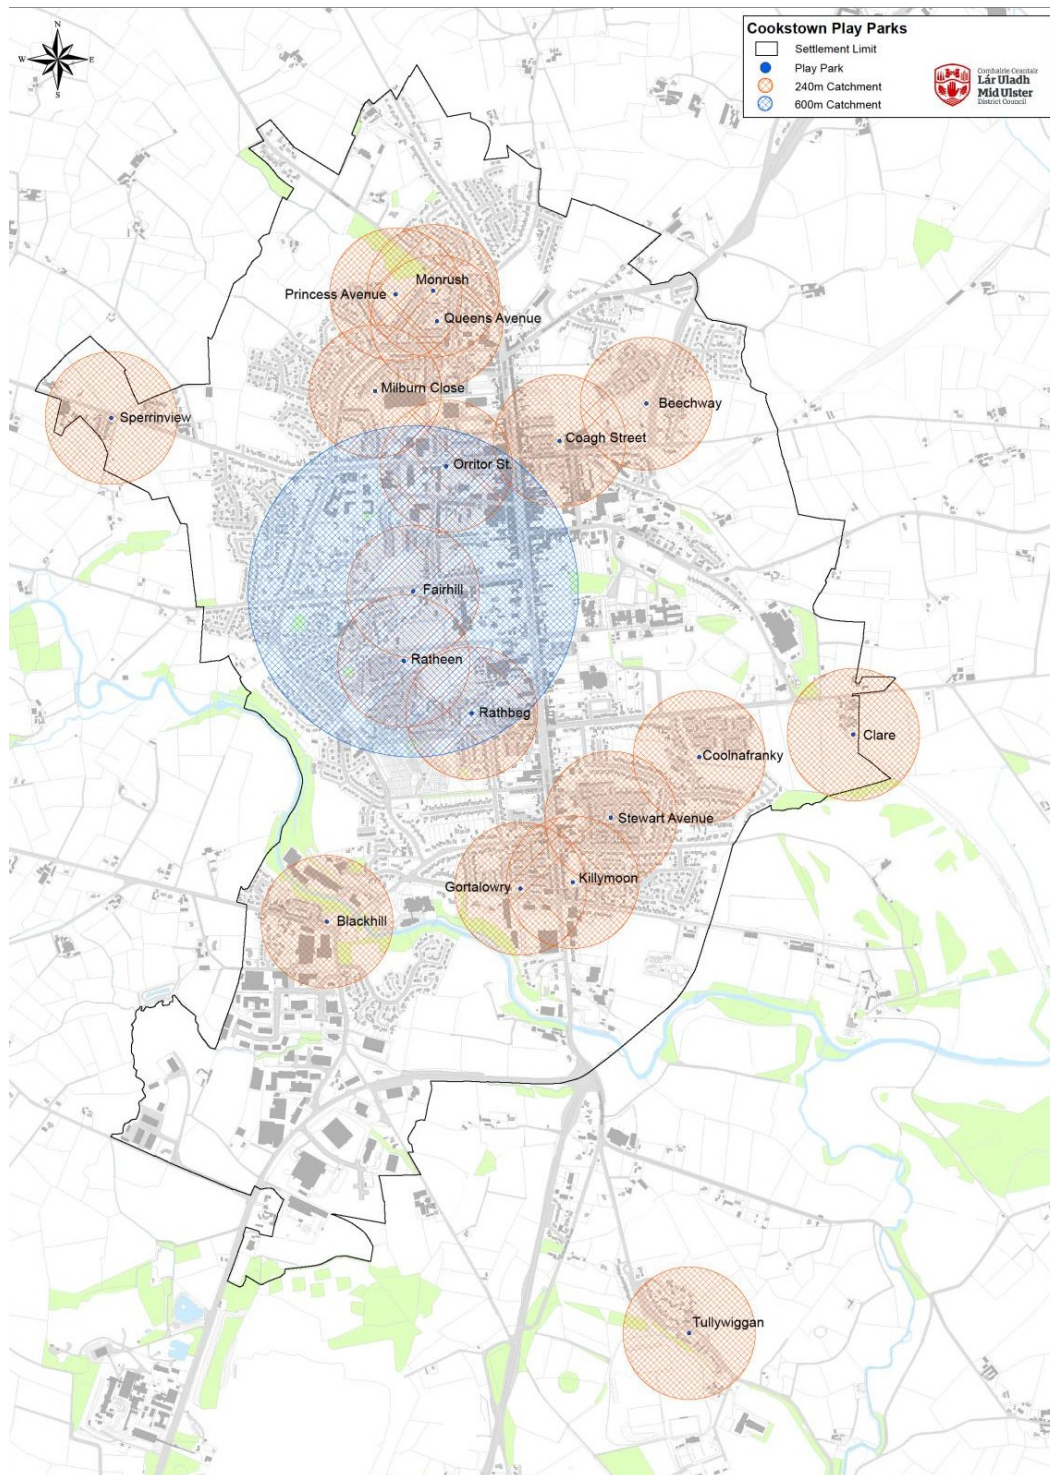 N
W
E
S
Cookstown Play Parks
Settlement Limit
Play Park
240m Catchment
600m Catchment
Comhairle Ceantair
Lár Uladh
Mid Ulster
District Council
Monrush
Princess Avenue
Queens Avenue
Milburn Close
Sperrinview
Beechway
Coagh Street
Orritor St.
Fairhill
Ratheen
Rathbeg
Clare
Coolnafranky
Stewart Avenue
Killymoon
Gortalowry
Blackhill
Tullywiggan